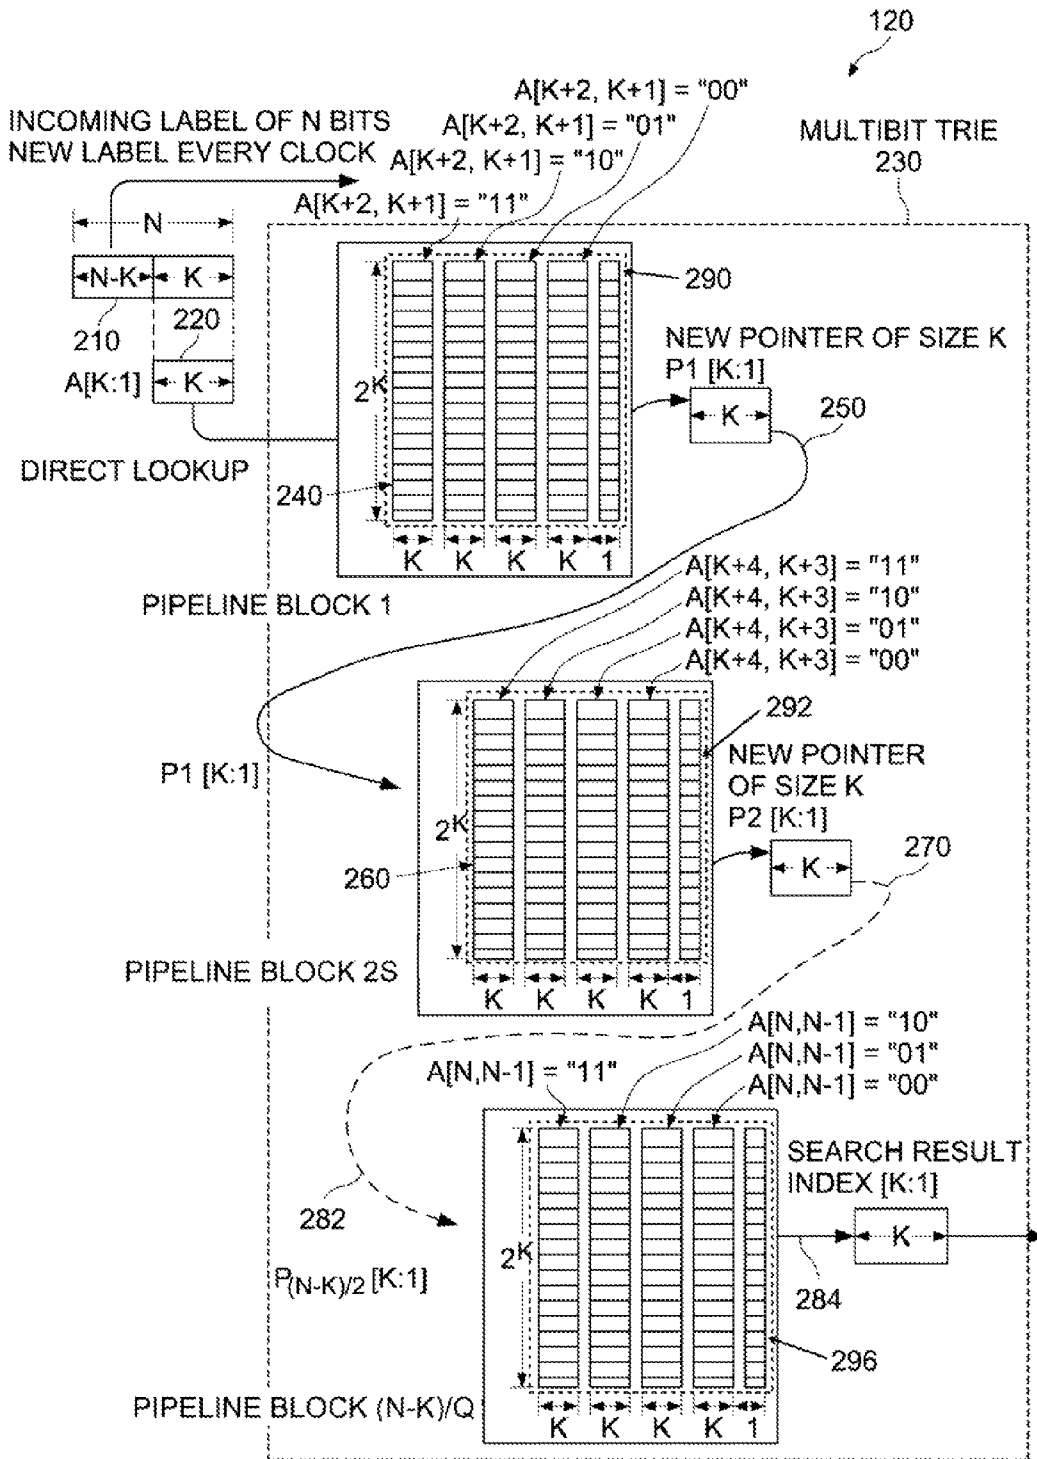 120
A[K+2, K+1] = "00"
INCOMING LABEL OF N BITS
NEW LABEL EVERY CLOCK
A[K+2, K+1] = "01"
A[K+2, K+1] = "10"
A[K+2, K+1] = "11"
MULTIBIT TRIE
230
N
N-K
K
210
220
A[K:1]
K
DIRECT LOOKUP
2K
240
290
K
K
K
K
1
NEW POINTER OF SIZE K
P1 [K:1]
K
250
PIPELINE BLOCK 1
A[K+4, K+3] = "11"
A[K+4, K+3] = "10"
A[K+4, K+3] = "01"
A[K+4, K+3] = "00"
P1 [K:1]
2K
260
292
NEW POINTER
OF SIZE K
P2 [K:1]
K
270
K
K
K
K
1
PIPELINE BLOCK 2S
A[N,N-1] = "10"
A[N,N-1] = "01"
A[N,N-1] = "00"
A[N,N-1] = "11"
282
P(N-K)/2 [K:1]
2K
SEARCH RESULT
INDEX [K:1]
K
284
296
K
K
K
K
1
PIPELINE BLOCK (N-K)/Q